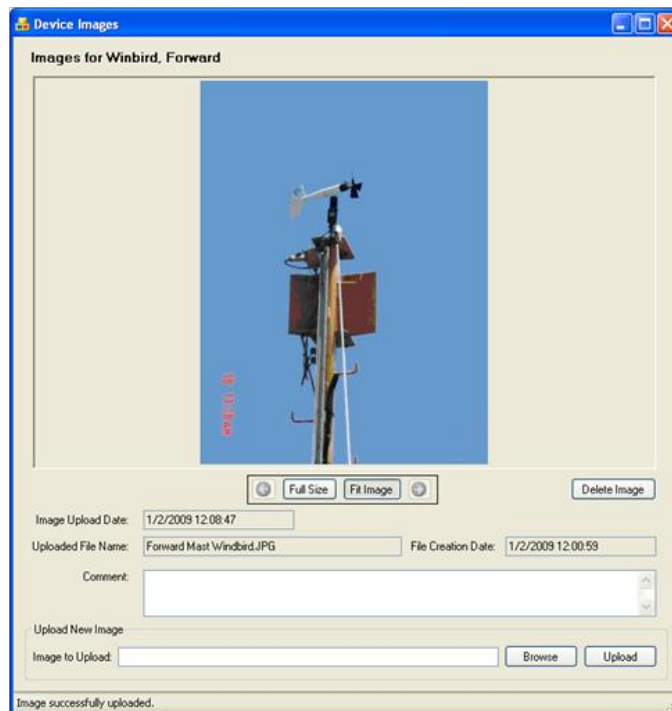 Device Images
Images for Winbird, Forward
Full Size Fit Image Delete Image
Image Upload Date: 1/2/2009 12:08:47
Uploaded File Name: Forward Mast Windbird.JPG File Creation Date: 1/2/2009 12:00:59
Comment:
Upload New Image
Image to Upload: Browse Upload
Image successfully uploaded.